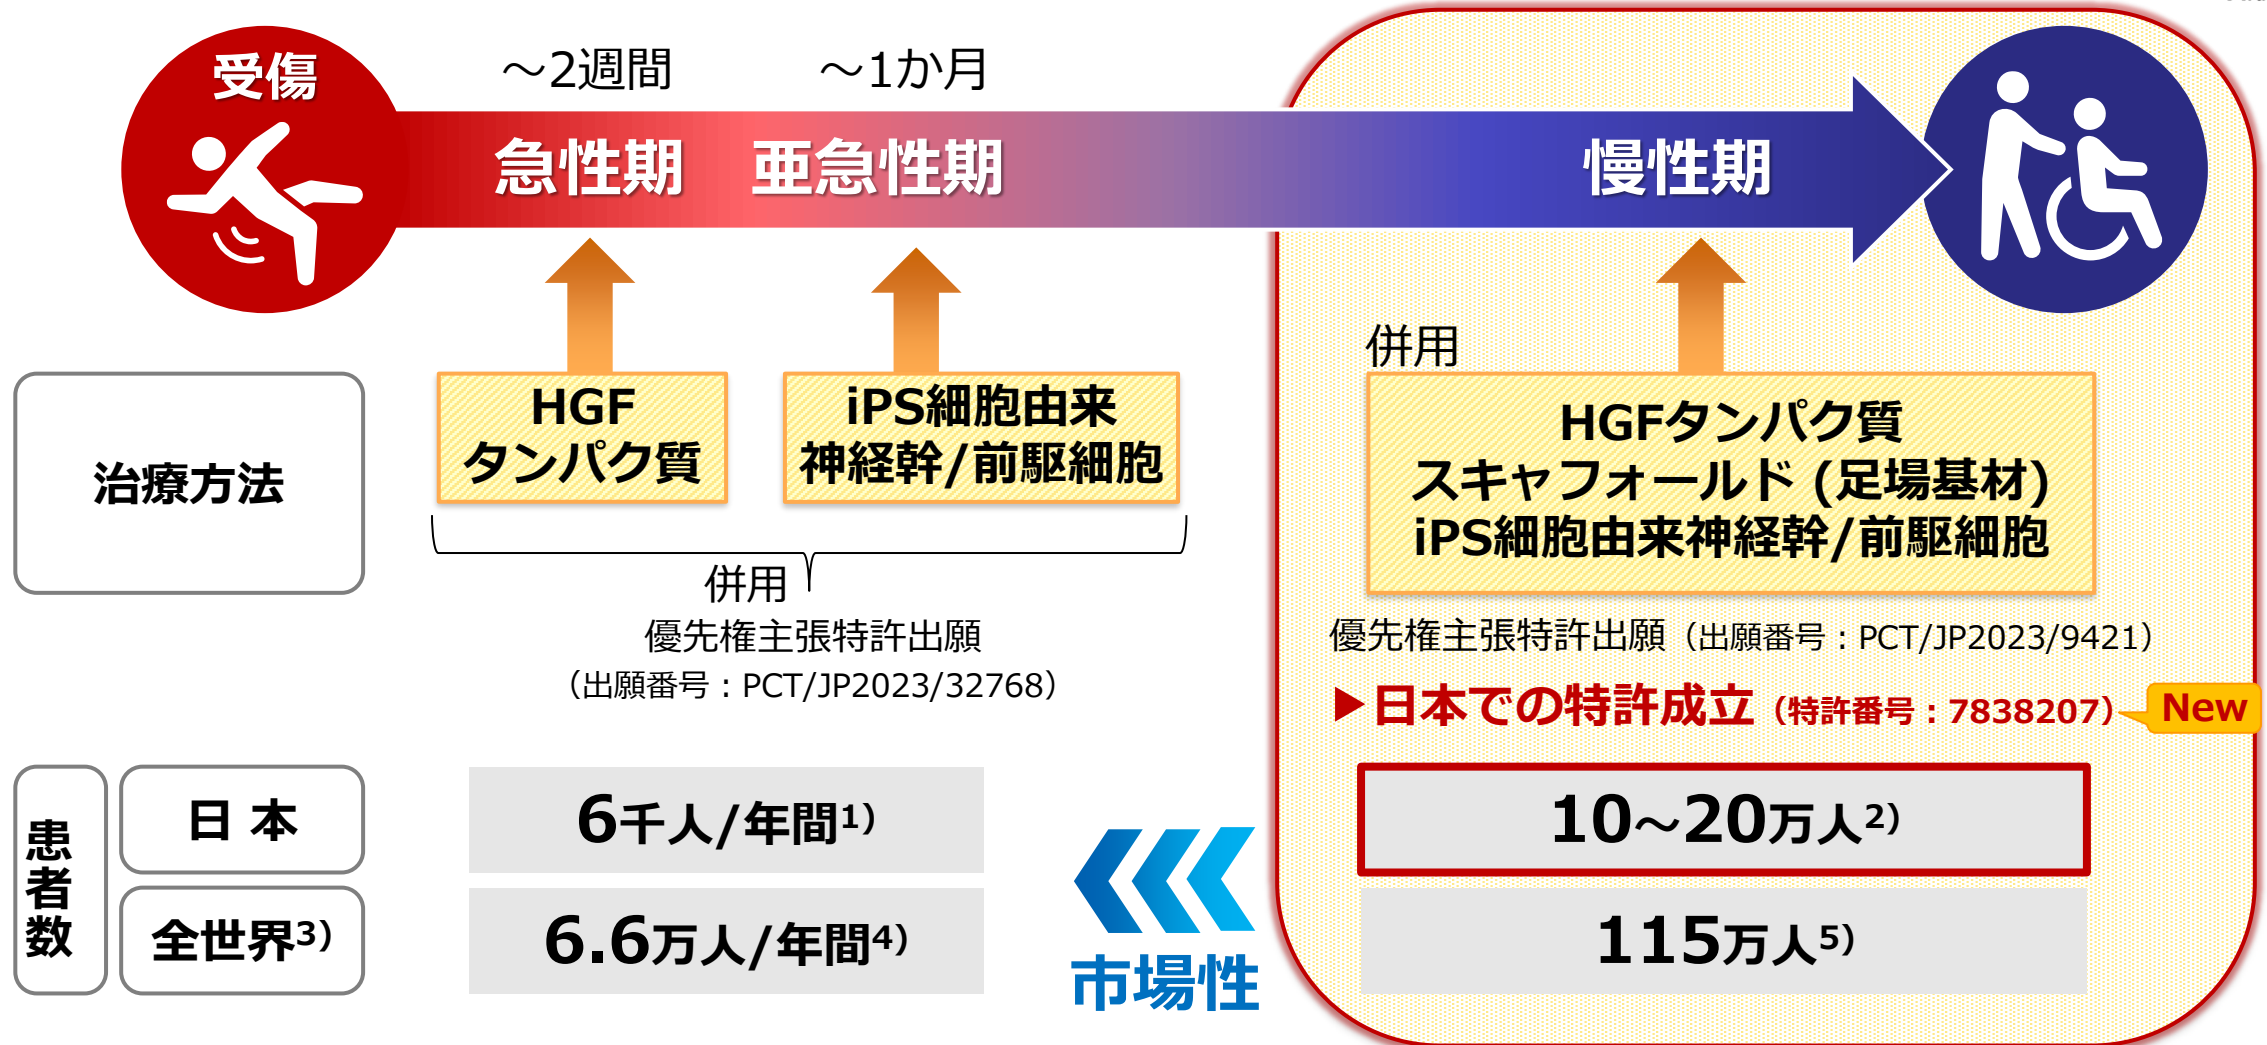 受傷
～2週間
～1か月
急性期
亜急性期
慢性期
治療方法
HGF
タンパク質
iPS細胞由来
神経幹/前駆細胞
併用
優先権主張特許出願
（出願番号：PCT/JP2023/32768）
併用
HGFタンパク質
スキャフォールド (足場基材)
iPS細胞由来神経幹/前駆細胞
優先権主張特許出願（出願番号：PCT/JP2023/9421）
▶日本での特許成立（特許番号：7838207）
New
患者数
日 本
6千人/年間1)
10～20万人2)
全世界3)
6.6万人/年間4)
115万人5)
市場性